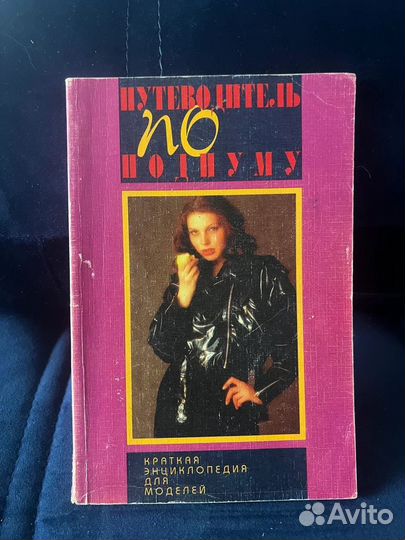 ПУТЕВОДИТЕЛЬ
ПО
ПОДИУМУ
КРАТКАЯ
ЭНЦИКЛОПЕДИЯ
ДЛЯ
МОДЕЛЕЙ
Avito